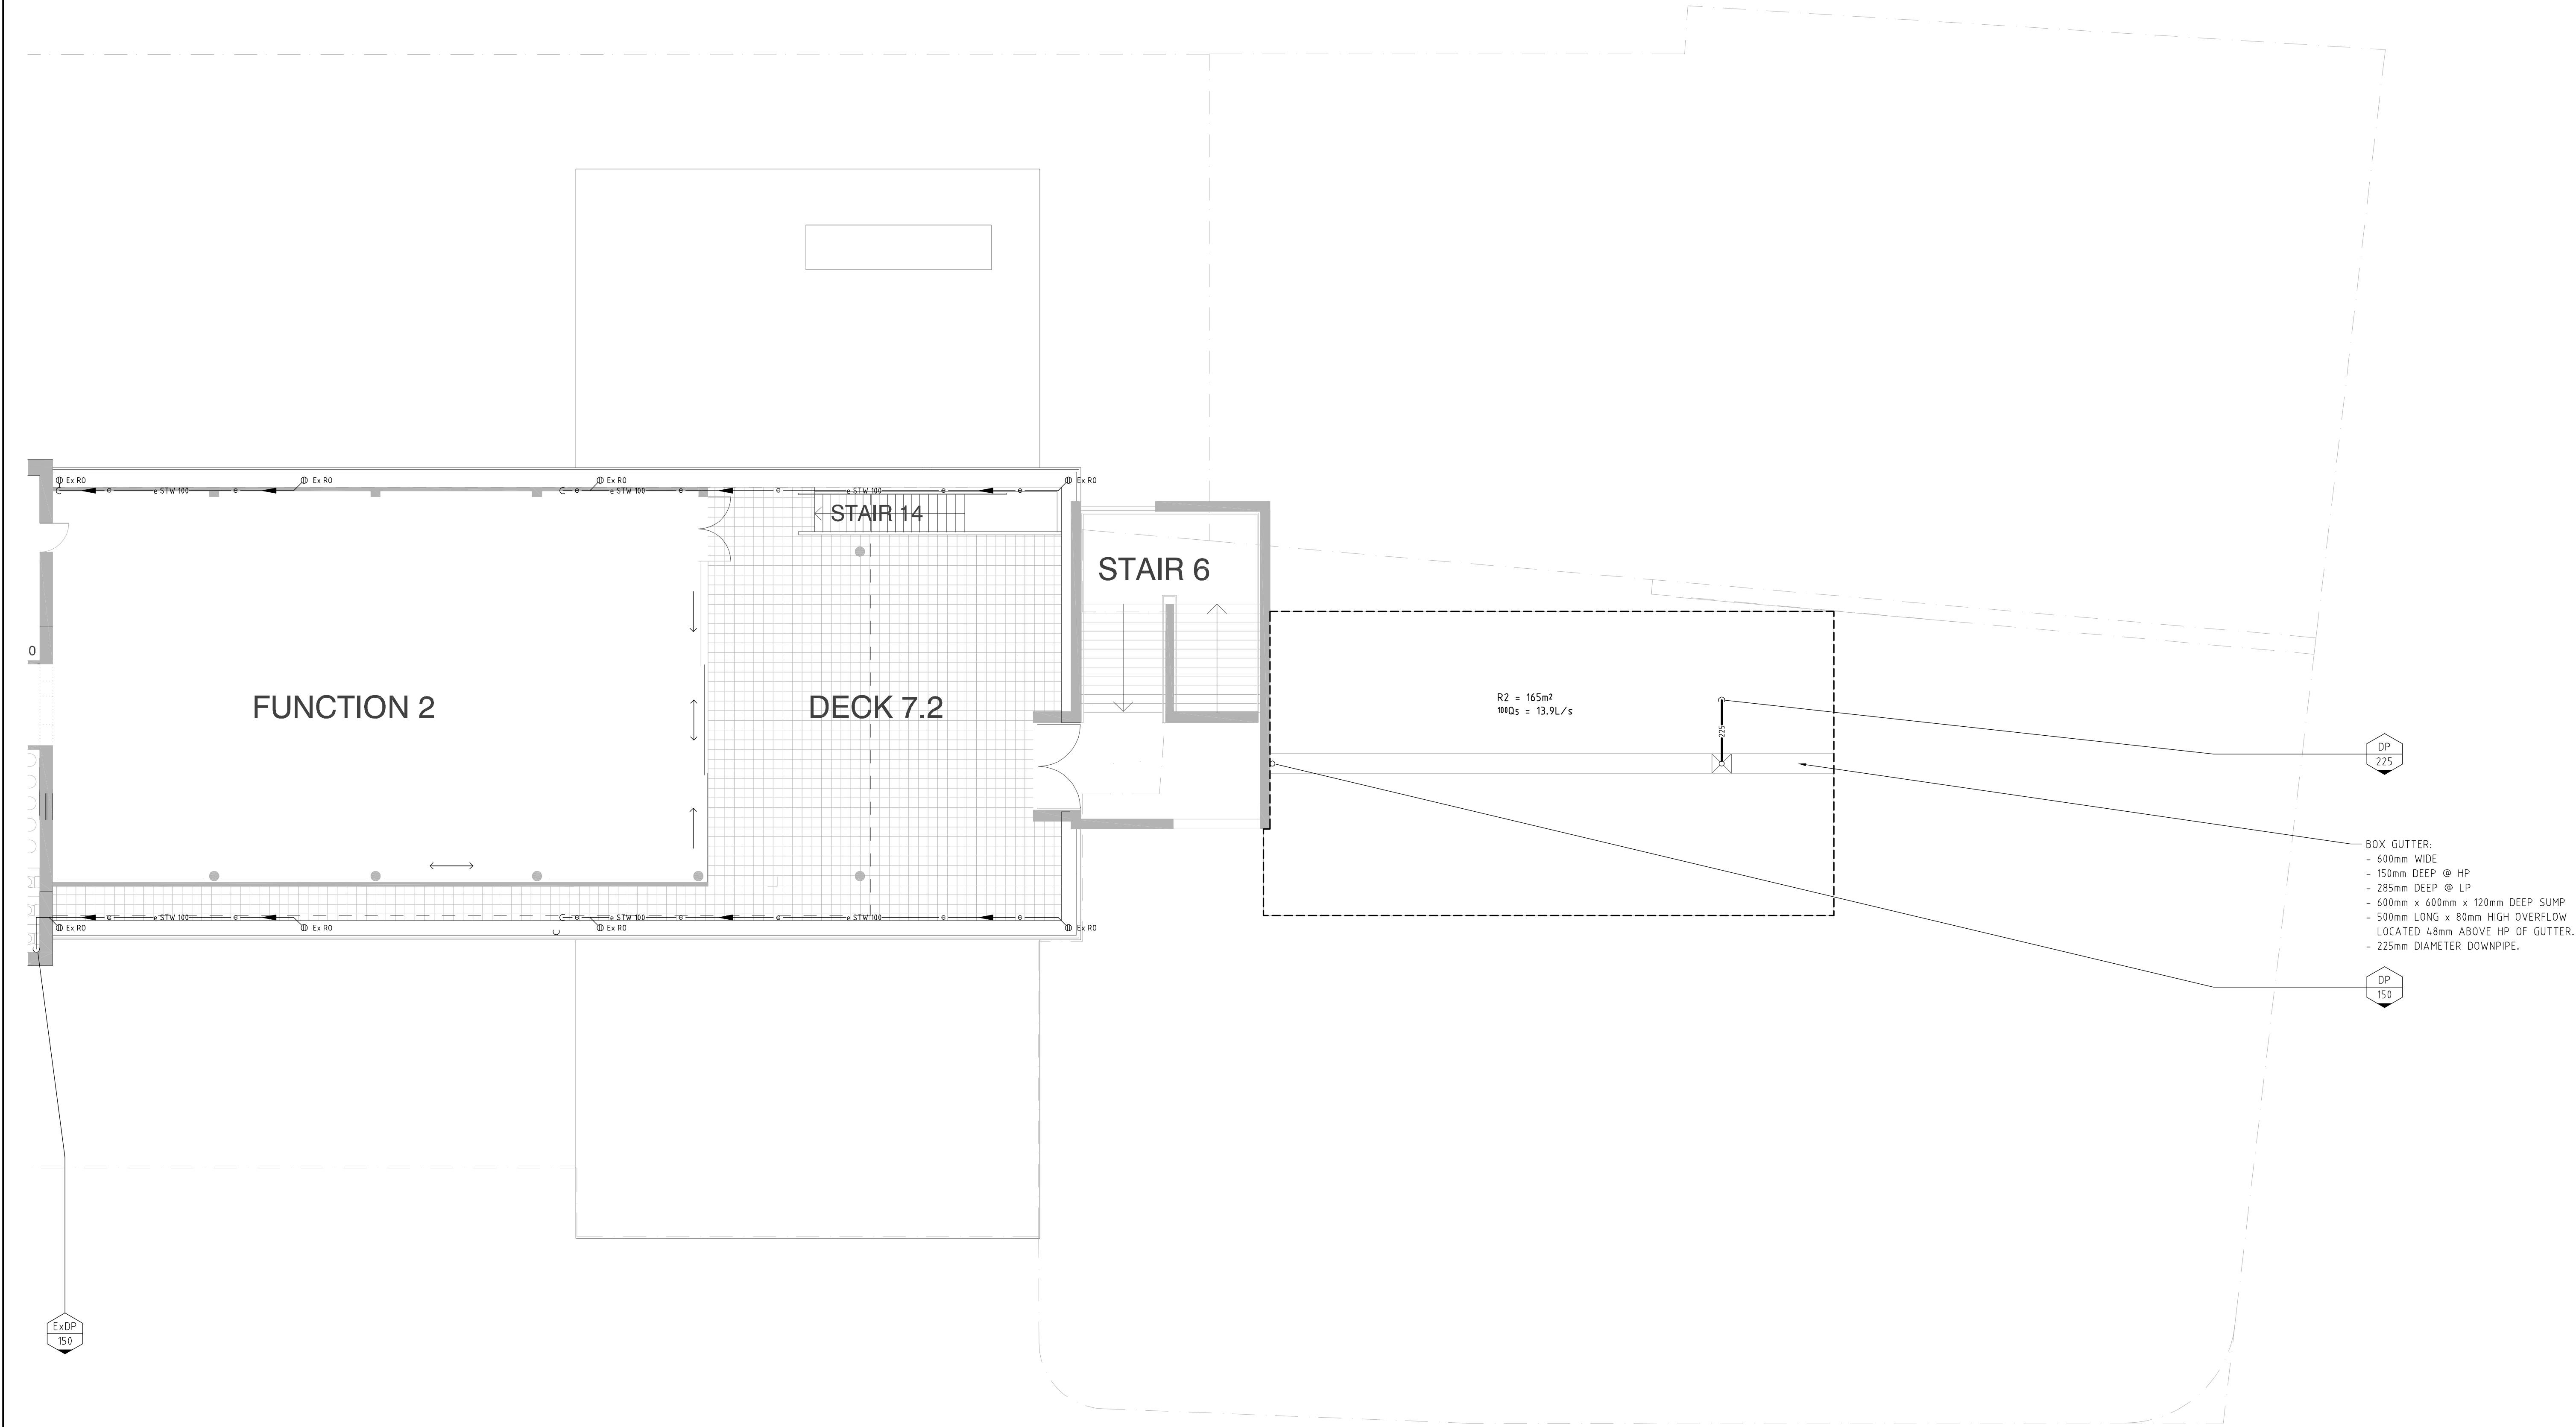 Ex RO
Ex RO
Ex RO
Ex RO
e STW 100
e
e
e STW 100
e
e
e
e STW 100
e
e
STAIR 14
STAIR 6
0
FUNCTION 2
DECK 7.2
R2 = 165m²
¹⁰⁰Qs = 13.9L/s
225
DP
225
BOX GUTTER:
- 600mm WIDE
- 150mm DEEP @ HP
- 285mm DEEP @ LP
- 600mm x 600mm x 120mm DEEP SUMP
- 500mm LONG x 80mm HIGH OVERFLOW
LOCATED 48mm ABOVE HP OF GUTTER.
- 225mm DIAMETER DOWNPIPE.
e
e STW 100
e
e
e STW 100
e
e
e STW 100
e
e
Ex RO
Ex RO
Ex RO
Ex RO
DP
150
ExDP
150